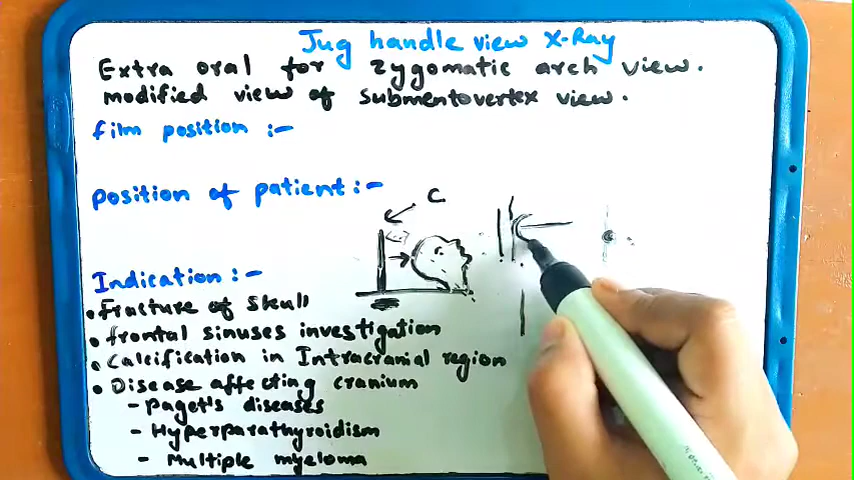 Jug handle view X-Ray
Extra oral for zygomatic arch view.
modified view of submentovertex view.
film position :-
position of patient :-
C
Indication :-
• Fracture of Skull
• frontal sinuses investigation
• Calcification in Intracranial region
• Disease affecting cranium
- Paget's diseases
- Hyperparathyroidism
- Multiple myeloma